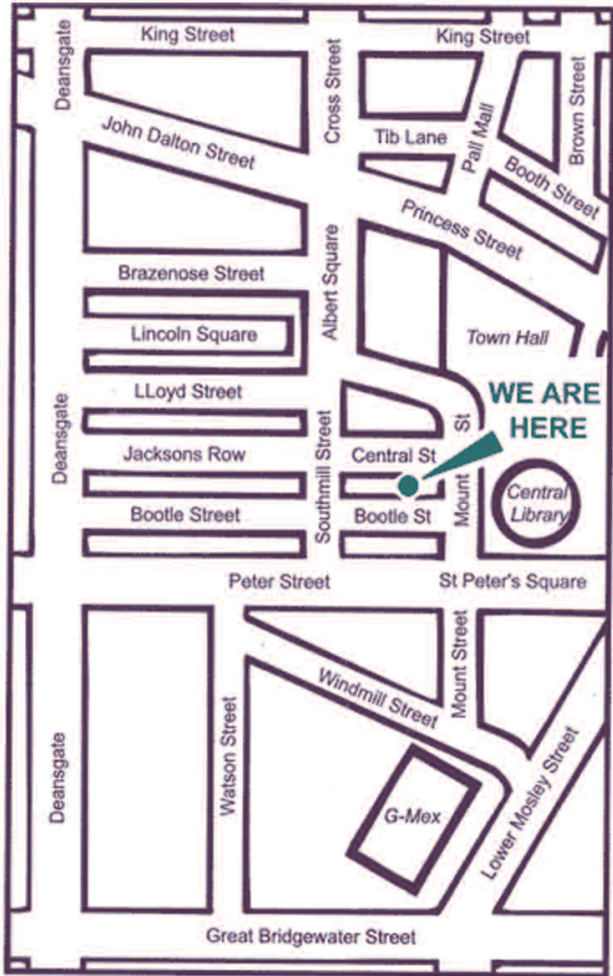 King Street
King Street
Deansgate
Cross Street
Brown Street
John Dalton Street
Tib Lane
Pall Mall
Booth Street
Princess Street
Brazenose Street
Albert Square
Lincoln Square
Town Hall
LLoyd Street
WE ARE
HERE
Deansgate
Jacksons Row
Southmill Street
Central St
Mount St
Central
Library
Bootle Street
Bootle St
Peter Street
St Peter's Square
Mount Street
Windmill Street
Watson Street
Deansgate
G-Mex
Lower Mosley Street
Great Bridgewater Street